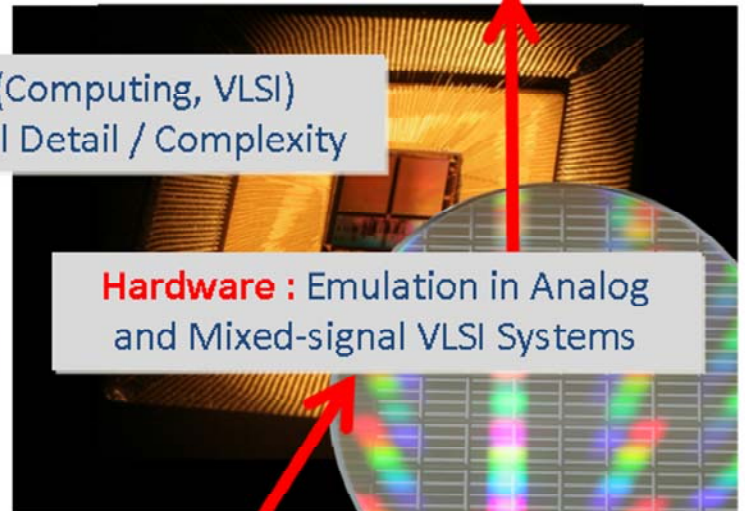 (Computing, VLSI)
l Detail / Complexity
Hardware : Emulation in Analog
and Mixed-signal VLSI Systems